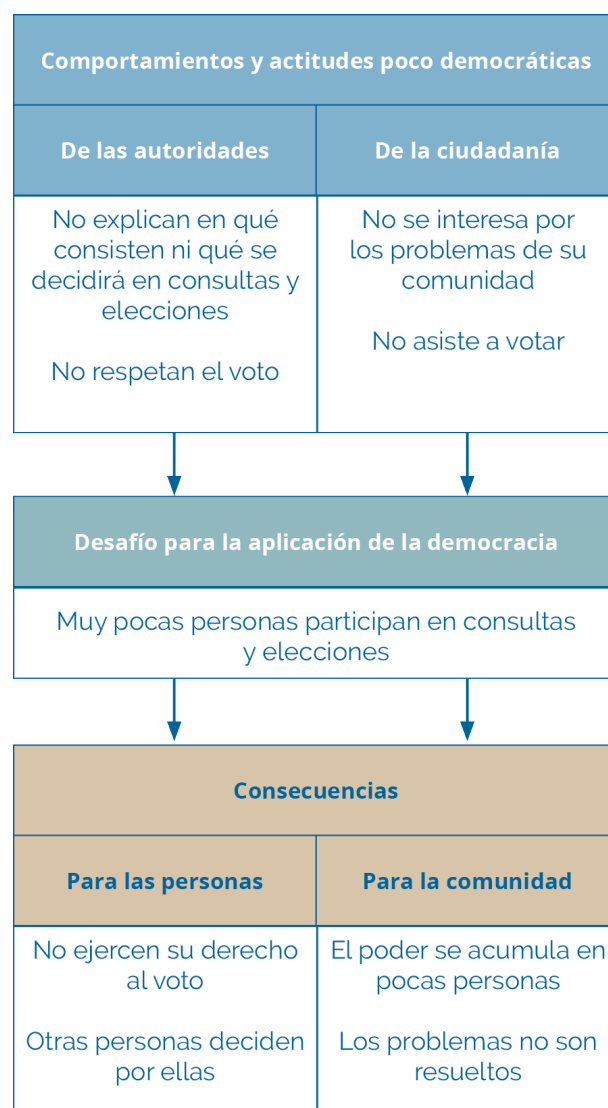 Comportamientos y actitudes poco democráticas
De las autoridades
No explican en qué
consisten ni qué se
decidirá en consultas y
elecciones
No respetan el voto
De la ciudadanía
No se interesa por
los problemas de su
comunidad
No asiste a votar
Desafío para la aplicación de la democracia
Muy pocas personas participan en consultas
y elecciones
Consecuencias
Para las personas
No ejercen su derecho
al voto
Otras personas deciden
por ellas
Para la comunidad
El poder se acumula en
pocas personas
Los problemas no son
resueltos